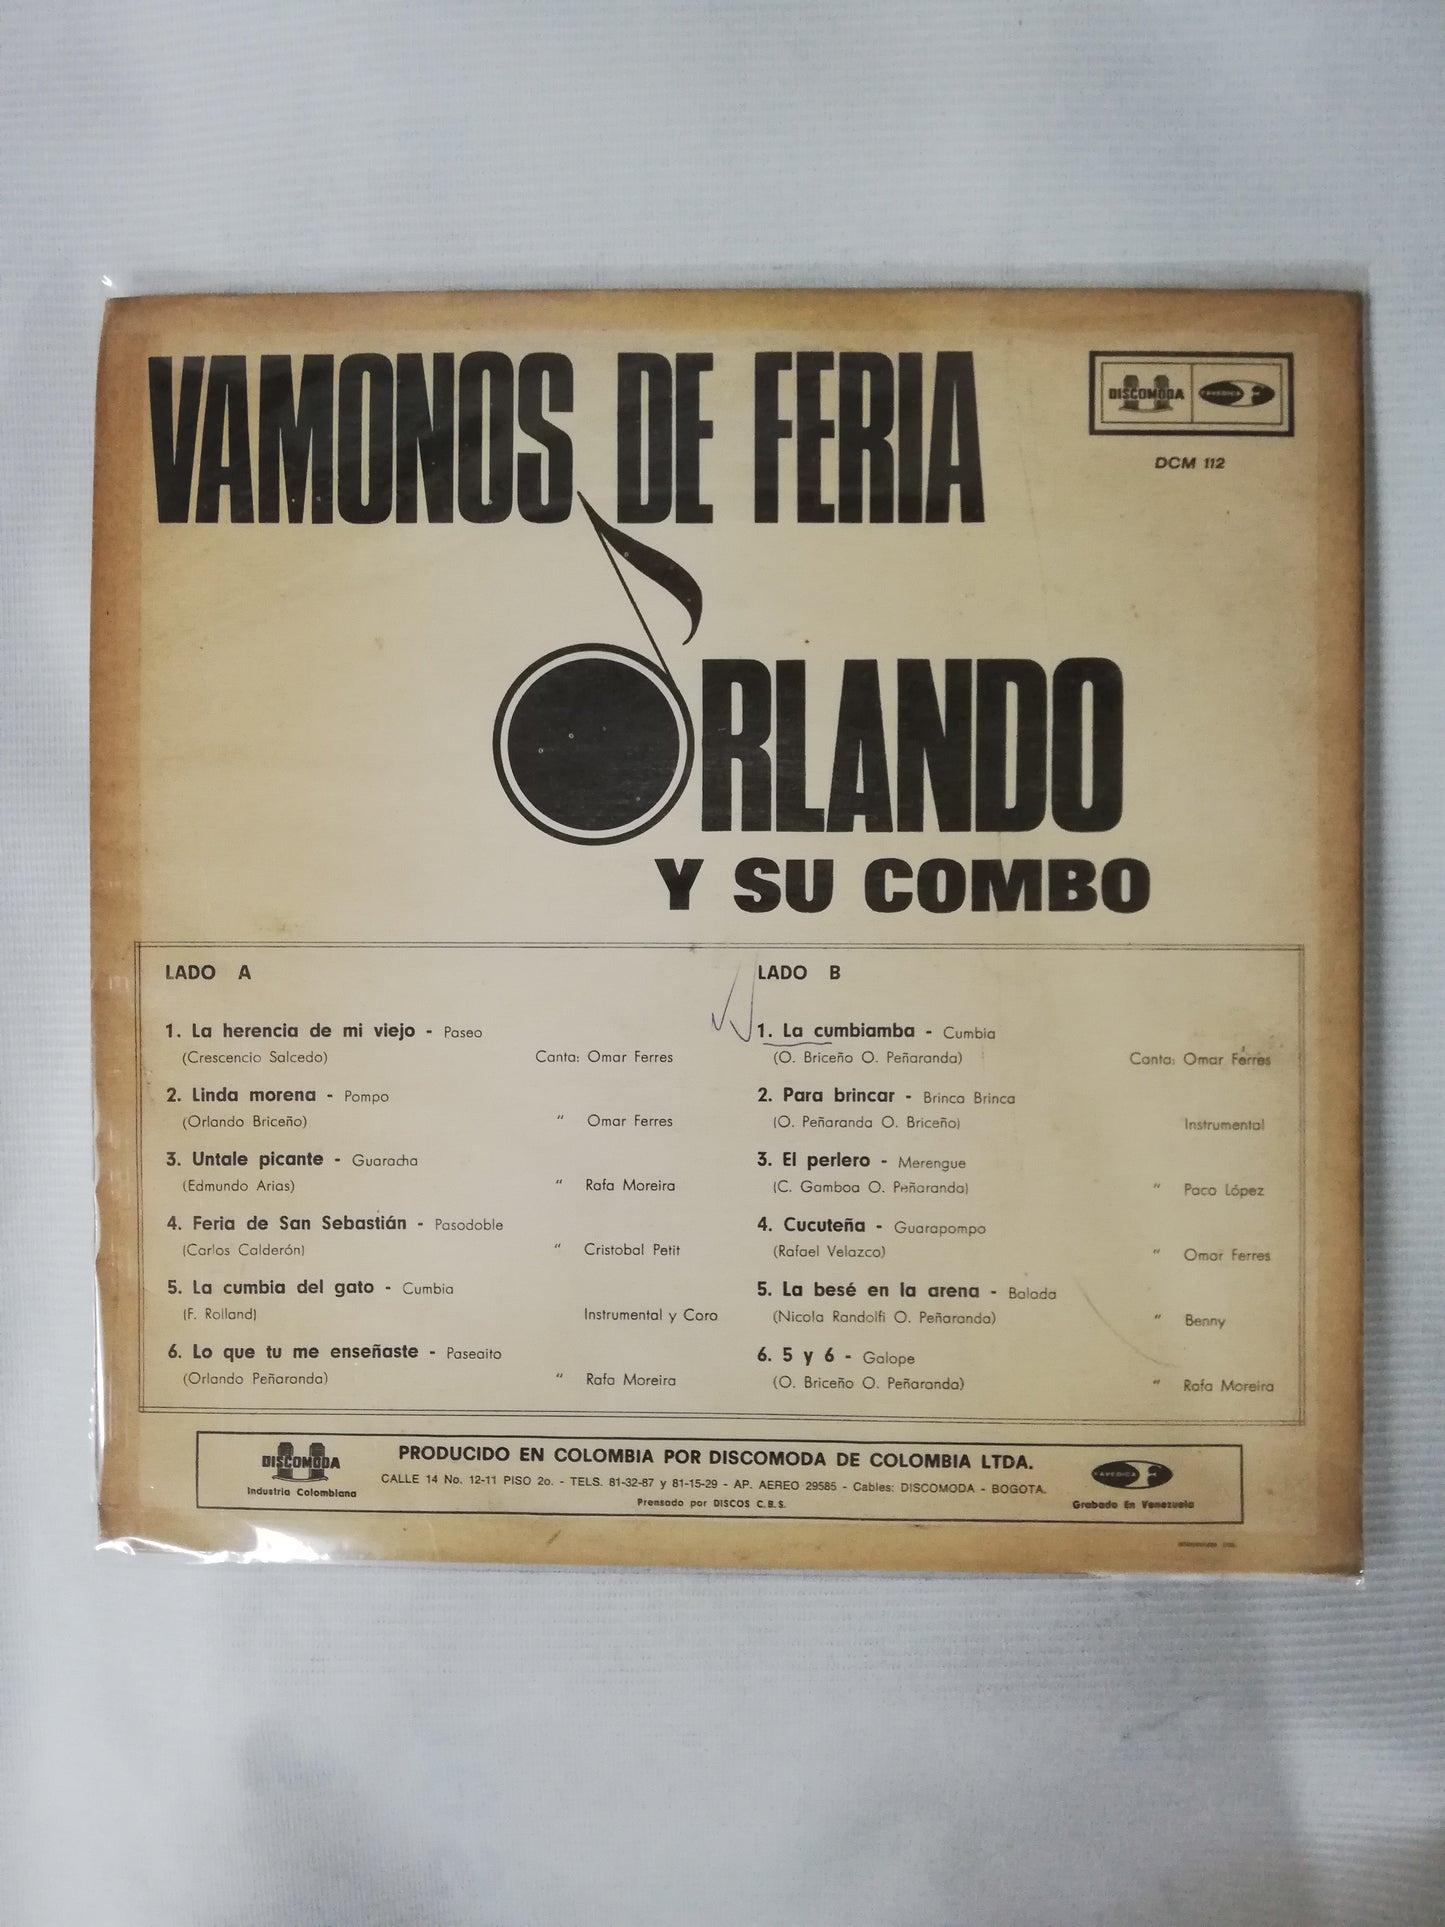 VAMONOS DE FERIA
DISCOMODA FAVEDICA
DCM 112
ORLANDO
Y SU COMBO
LADO A
1. La herencia de mi viejo - Paseo
(Crescencio Salcedo) Canta: Omar Ferres
2. Linda morena - Pompo
(Orlando Briceño) " Omar Ferres
3. Untale picante - Guaracha
(Edmundo Arias) " Rafa Moreira
4. Feria de San Sebastián - Pasodoble
(Carlos Calderón) " Cristobal Petit
5. La cumbia del gato - Cumbia
(F. Rolland) Instrumental y Coro
6. Lo que tu me enseñaste - Paseaito
(Orlando Peñaranda) " Rafa Moreira
LADO B
1. La cumbiamba - Cumbia
(O. Briceño O. Peñaranda) Canta: Omar Ferres
2. Para brincar - Brinca Brinca
(O. Peñaranda O. Briceño) Instrumental
3. El perlero - Merengue
(C. Gamboa O. Peñaranda) " Paco López
4. Cucuteña - Guarapompo
(Rafael Velazco) " Omar Ferres
5. La besé en la arena - Balada
(Nicola Randolfi O. Peñaranda) " Benny
6. 5 y 6 - Galope
(O. Briceño O. Peñaranda) " Rafa Moreira
DISCOMODA
Industria Colombiana
PRODUCIDO EN COLOMBIA POR DISCOMODA DE COLOMBIA LTDA.
CALLE 14 No. 12-11 PISO 2o. - TELS. 81-32-87 y 81-15-29 - AP. AEREO 29585 - Cables: DISCOMODA - BOGOTA.
Prensado por DISCOS C.B.S.
FAVEDICA
Grabado En Venezuela